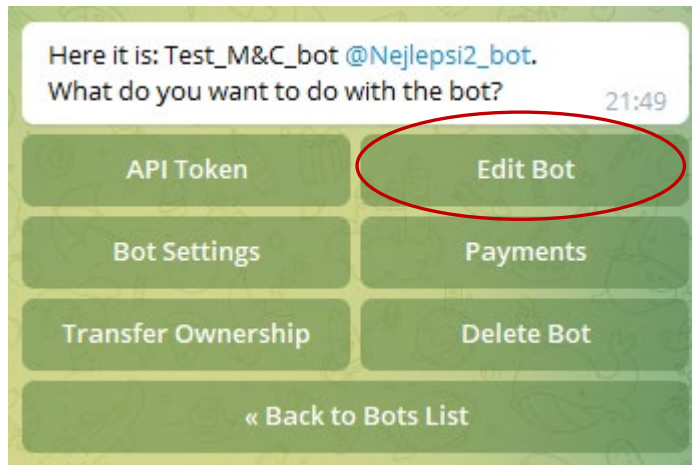 Here it is: Test_M&C_bot @Nejlepsi2_bot.
What do you want to do with the bot?
21:49
API Token
Edit Bot
Bot Settings
Payments
Transfer Ownership
Delete Bot
« Back to Bots List